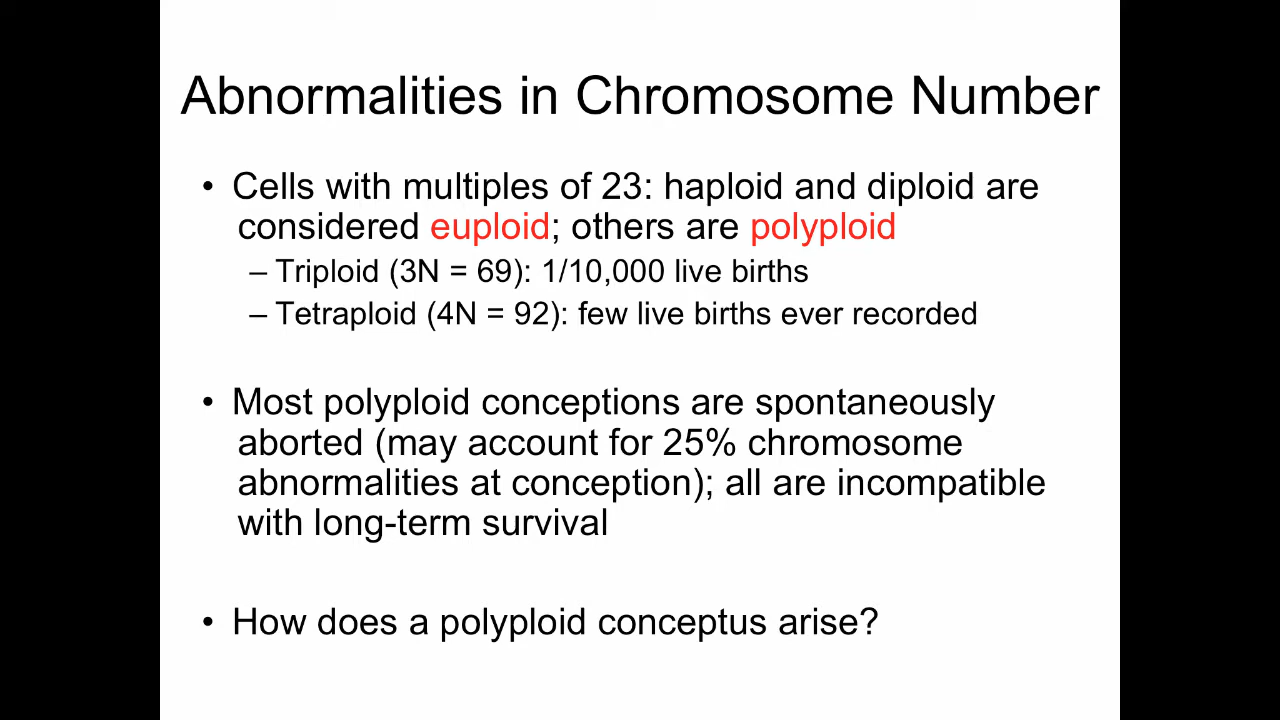 Abnormalities in Chromosome Number
• Cells with multiples of 23: haploid and diploid are
considered euploid; others are polyploid
– Triploid (3N = 69): 1/10,000 live births
– Tetraploid (4N = 92): few live births ever recorded
• Most polyploid conceptions are spontaneously
aborted (may account for 25% chromosome
abnormalities at conception); all are incompatible
with long-term survival
• How does a polyploid conceptus arise?